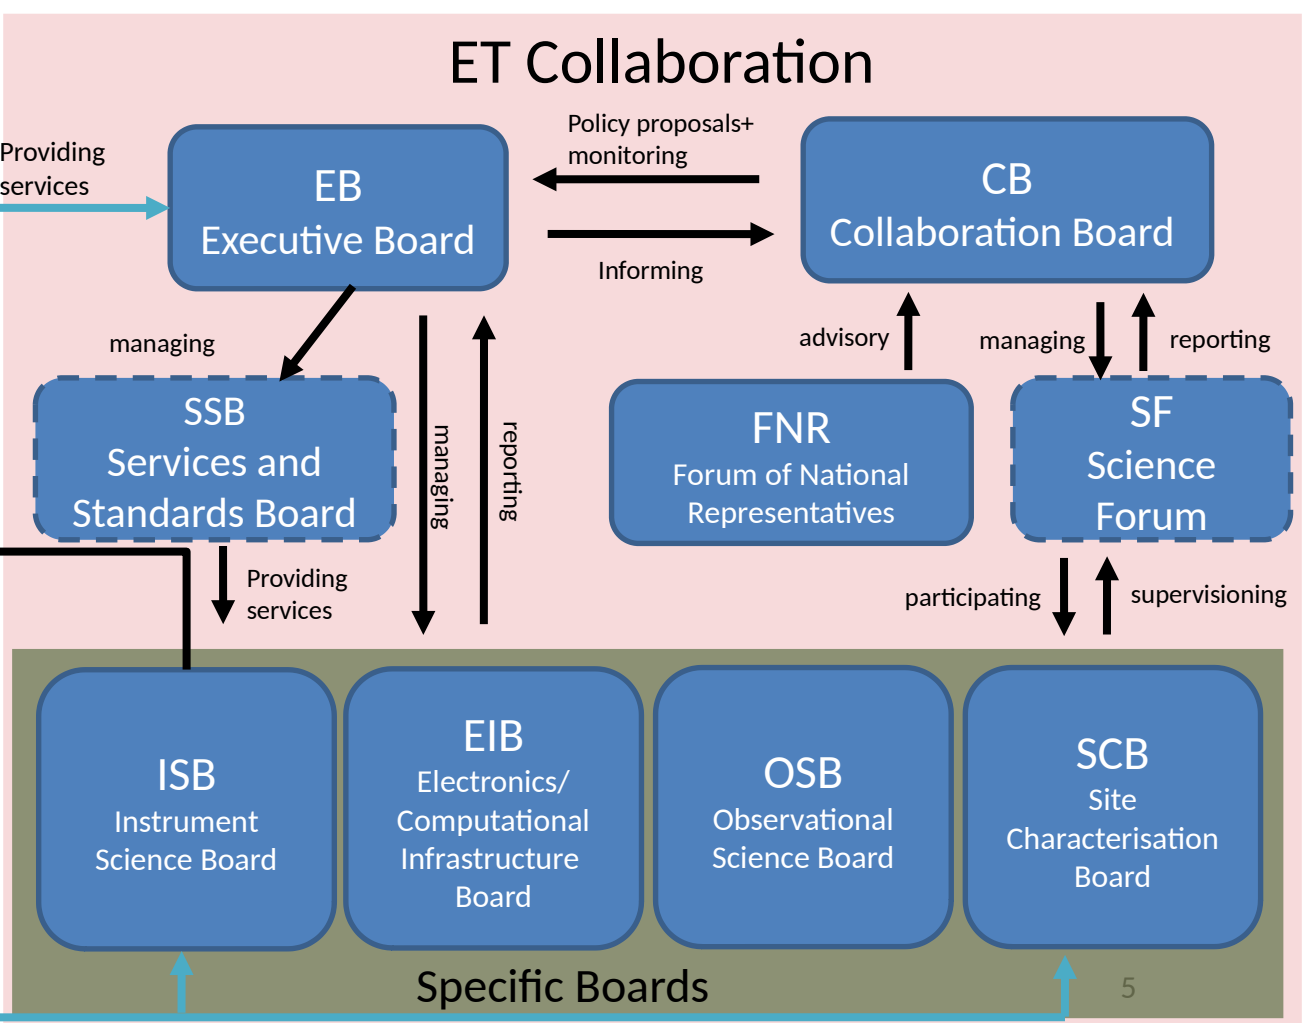 ET Collaboration
Policy proposals+
monitoring
Providing
services
EB
Executive Board
CB
Collaboration Board
Informing
managing
advisory
managing
reporting
SSB
Services and
Standards Board
managing
reporting
FNR
Forum of National
Representatives
SF
Science
Forum
Providing
services
participating
supervisioning
ISB
Instrument
Science Board
EIB
Electronics/
Computational
Infrastructure
Board
OSB
Observational
Science Board
SCB
Site
Characterisation
Board
Specific Boards
5